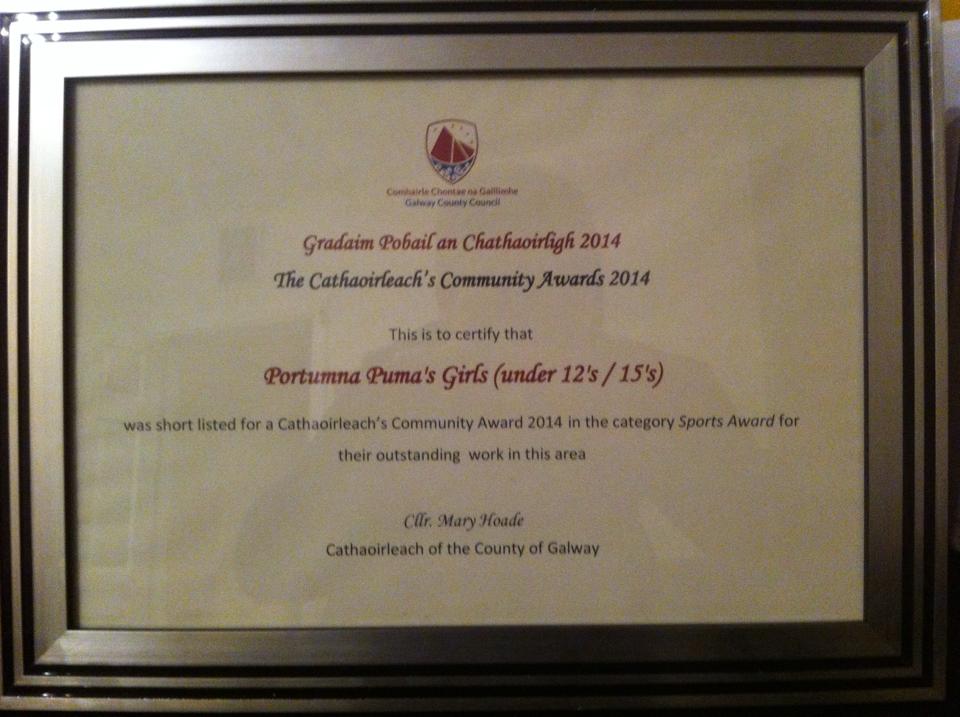 Comhairle Chontae na Gaillimhe
Galway County Council
Gradaim Pobail an Chathaoirligh 2014
The Cathaoirleach's Community Awards 2014
This is to certify that
Portumna Puma's Girls (under 12's / 15's)
was short listed for a Cathaoirleach's Community Award 2014 in the category Sports Award for
their outstanding work in this area
Cllr. Mary Hoade
Cathaoirleach of the County of Galway